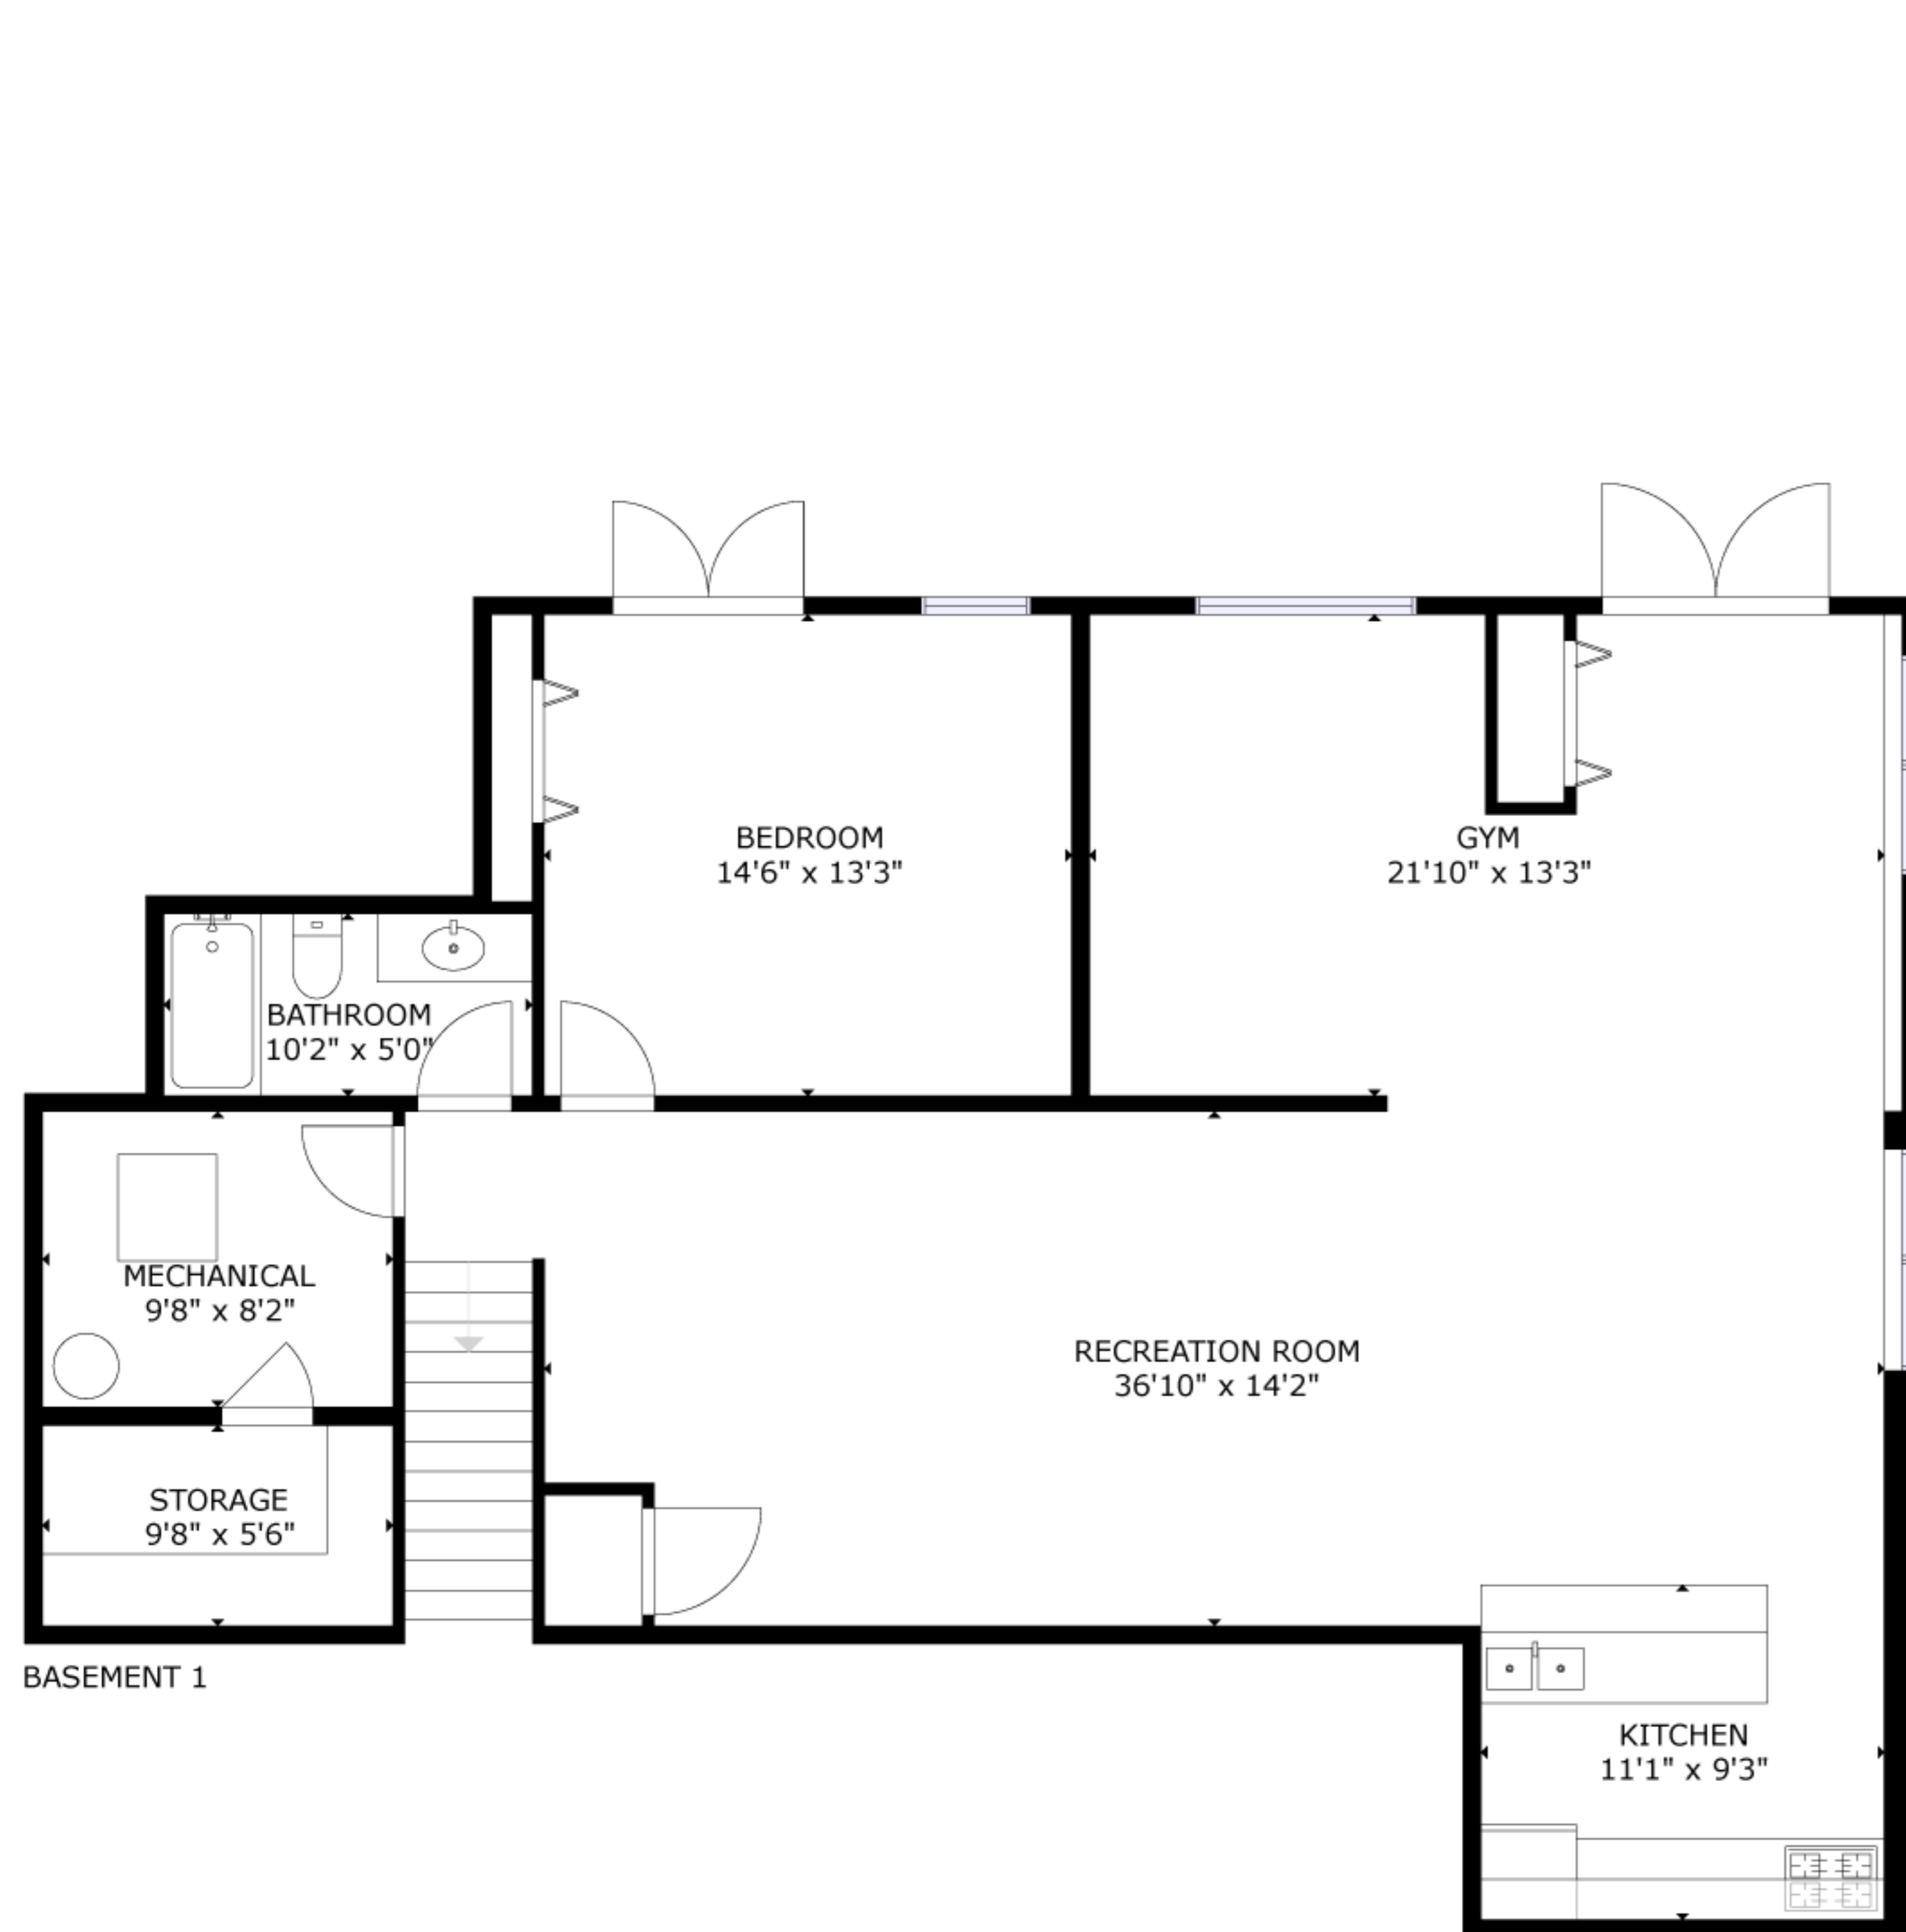 BEDROOM
14'6" x 13'3"
GYM
21'10" x 13'3"
BATHROOM
10'2" x 5'0"
MECHANICAL
9'8" x 8'2"
RECREATION ROOM
36'10" x 14'2"
STORAGE
9'8" x 5'6"
BASEMENT 1
KITCHEN
11'1" x 9'3"